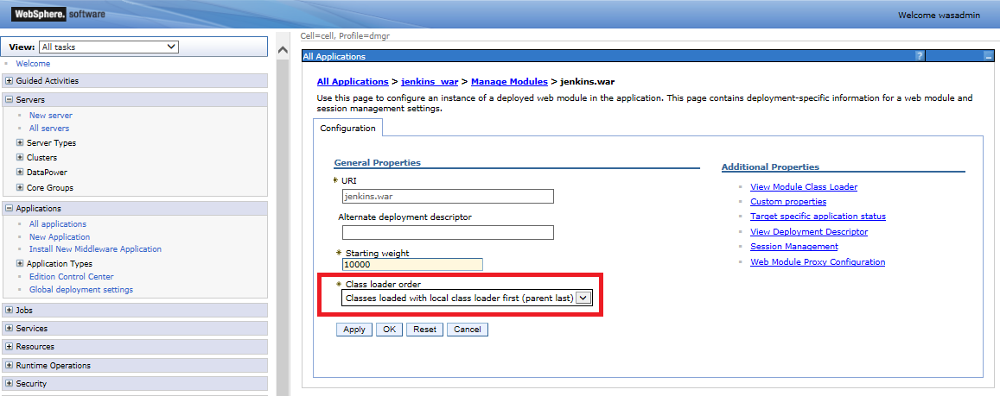 WebSphere. software
Welcome wasadmin
View: All tasks
Welcome
Guided Activities
Servers
New server
All servers
Server Types
Clusters
DataPower
Core Groups
Applications
All applications
New Application
Install New Middleware Application
Application Types
Edition Control Center
Global deployment settings
Jobs
Services
Resources
Runtime Operations
Security
Cell=cell, Profile=dmgr
All Applications
?
All Applications > jenkins_war > Manage Modules > jenkins.war
Use this page to configure an instance of a deployed web module in the application. This page contains deployment-specific information for a web module and
session management settings.
Configuration
General Properties
* URI
jenkins.war
Alternate deployment descriptor
* Starting weight
10000
* Class loader order
Classes loaded with local class loader first (parent last)
Apply OK Reset Cancel
Additional Properties
View Module Class Loader
Custom properties
Target specific application status
View Deployment Descriptor
Session Management
Web Module Proxy Configuration